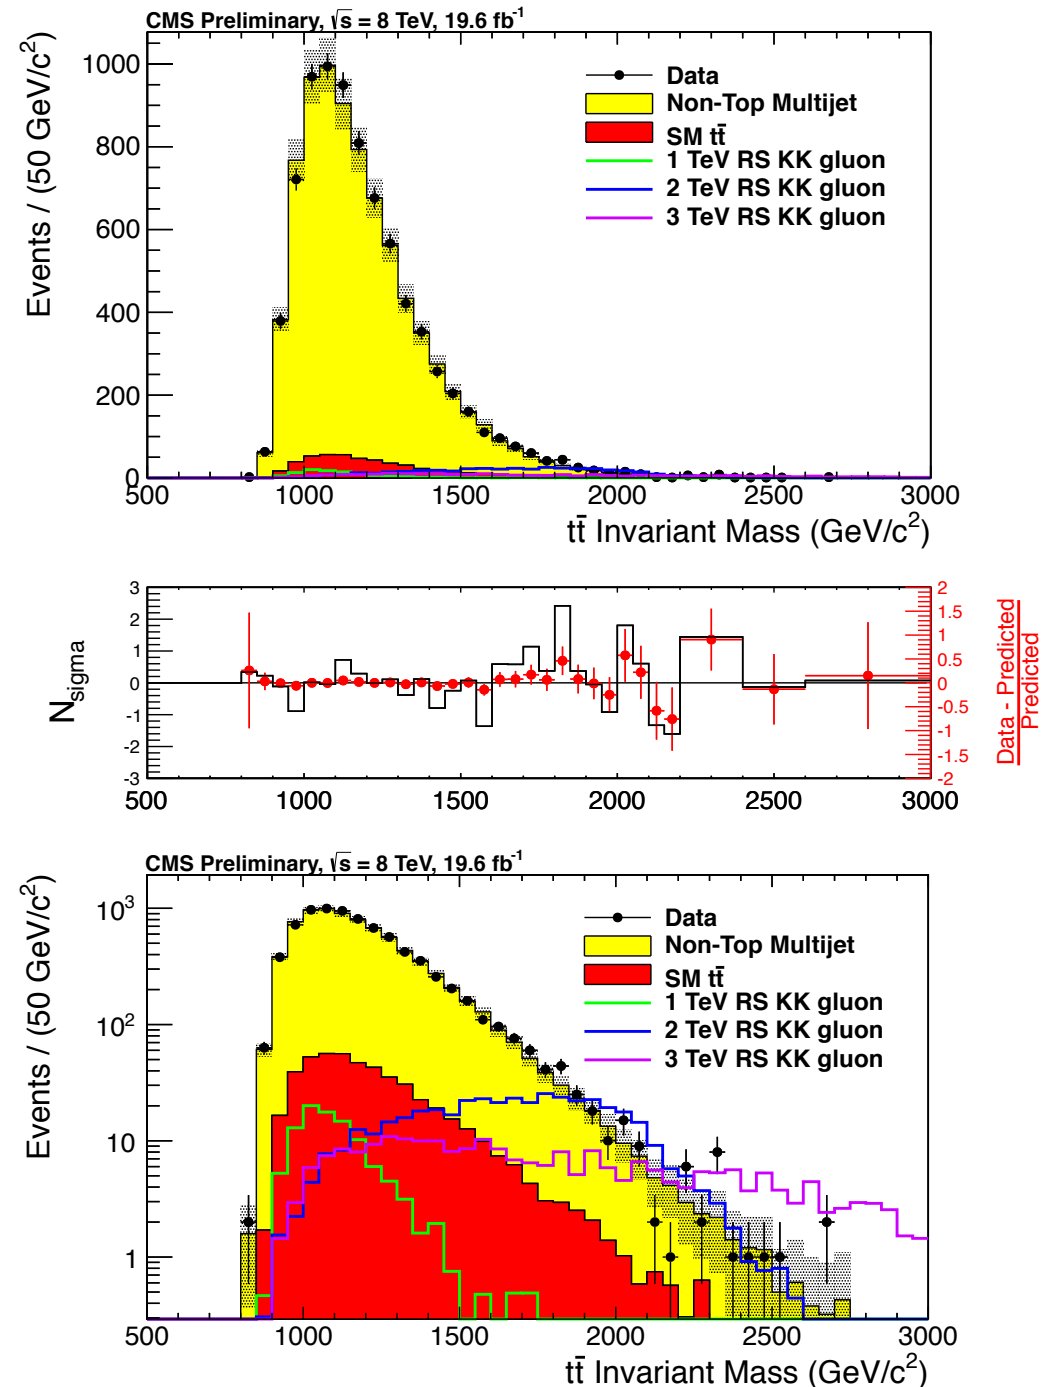 CMS Preliminary, √s = 8 TeV, 19.6 fb⁻¹
Events / (50 GeV/c²)
1000
800
600
400
200
0
Data
Non-Top Multijet
SM tt̄
1 TeV RS KK gluon
2 TeV RS KK gluon
3 TeV RS KK gluon
500 1000 1500 2000 2500 3000
tt̄ Invariant Mass (GeV/c²)
N_sigma
3
2
1
0
-1
-2
-3
2
1.5
1
0.5
0
-0.5
-1
-1.5
-2
Data - Predicted
Predicted
500 1000 1500 2000 2500 3000
CMS Preliminary, √s = 8 TeV, 19.6 fb⁻¹
Events / (50 GeV/c²)
10³
10²
10
1
Data
Non-Top Multijet
SM tt̄
1 TeV RS KK gluon
2 TeV RS KK gluon
3 TeV RS KK gluon
500 1000 1500 2000 2500 3000
tt̄ Invariant Mass (GeV/c²)